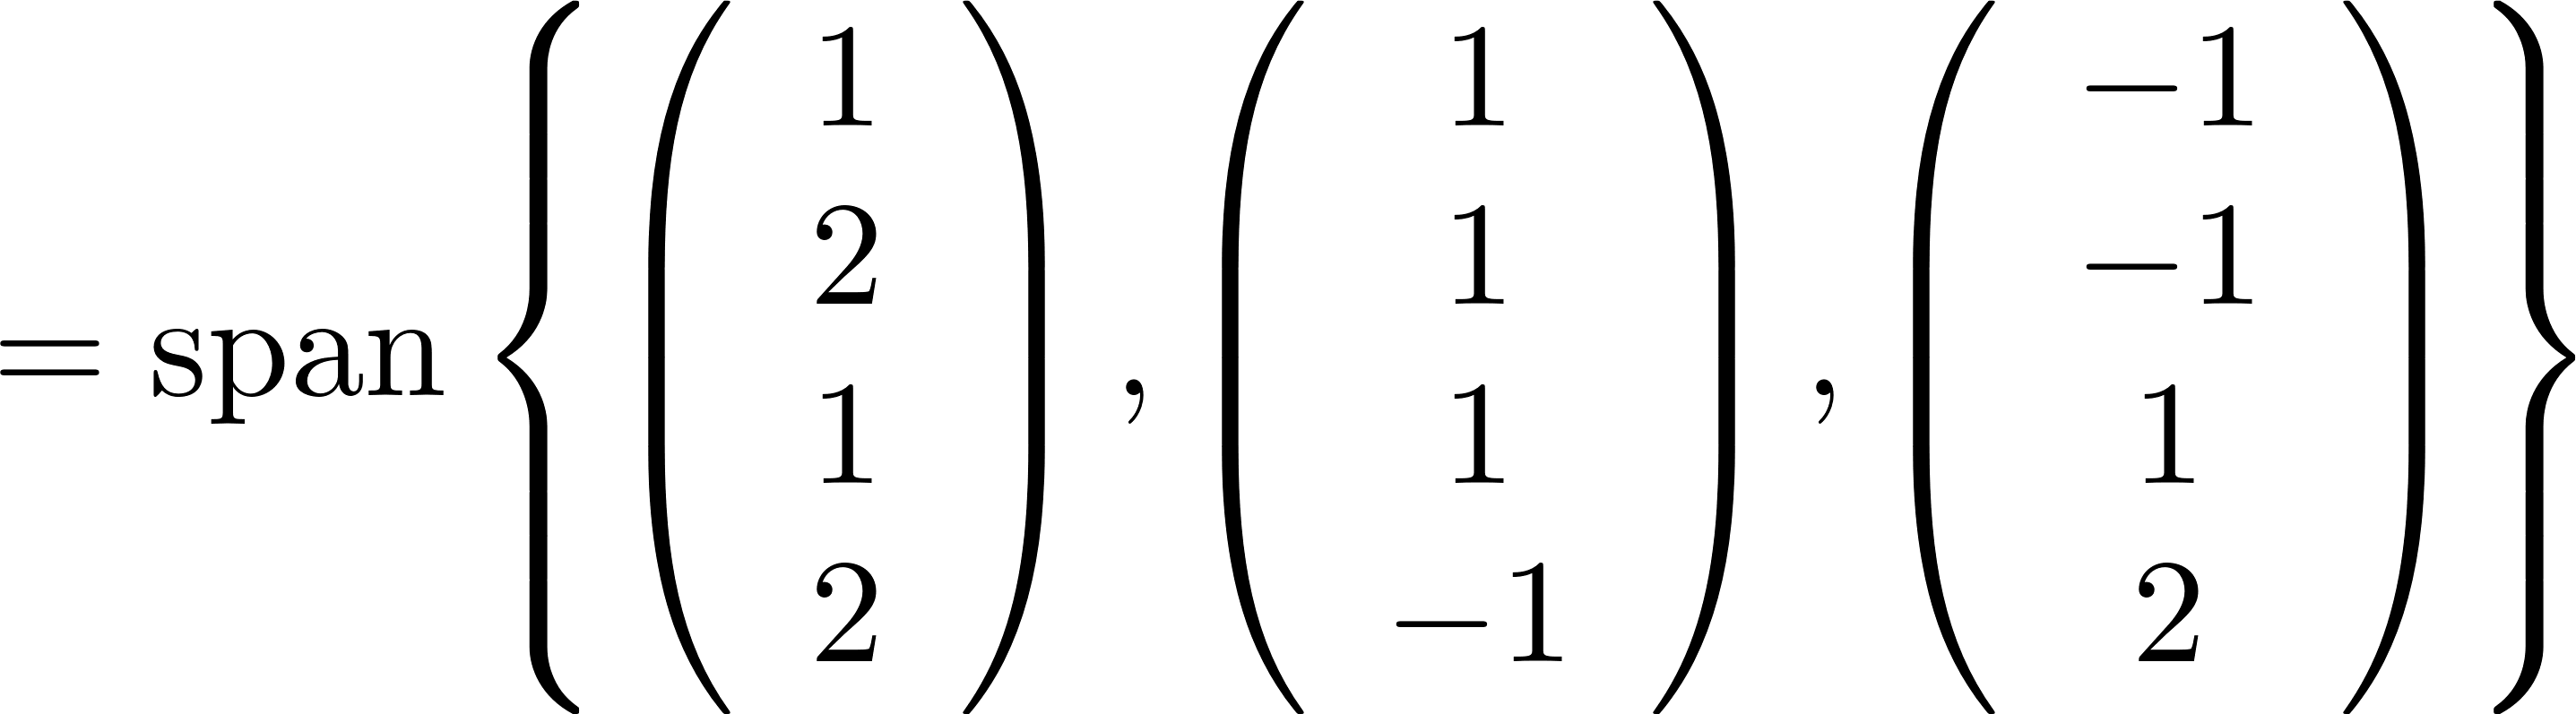 = span { ( 1 2 1 2 ) , ( 1 1 1 −1 ) , ( −1 −1 1 2 ) }